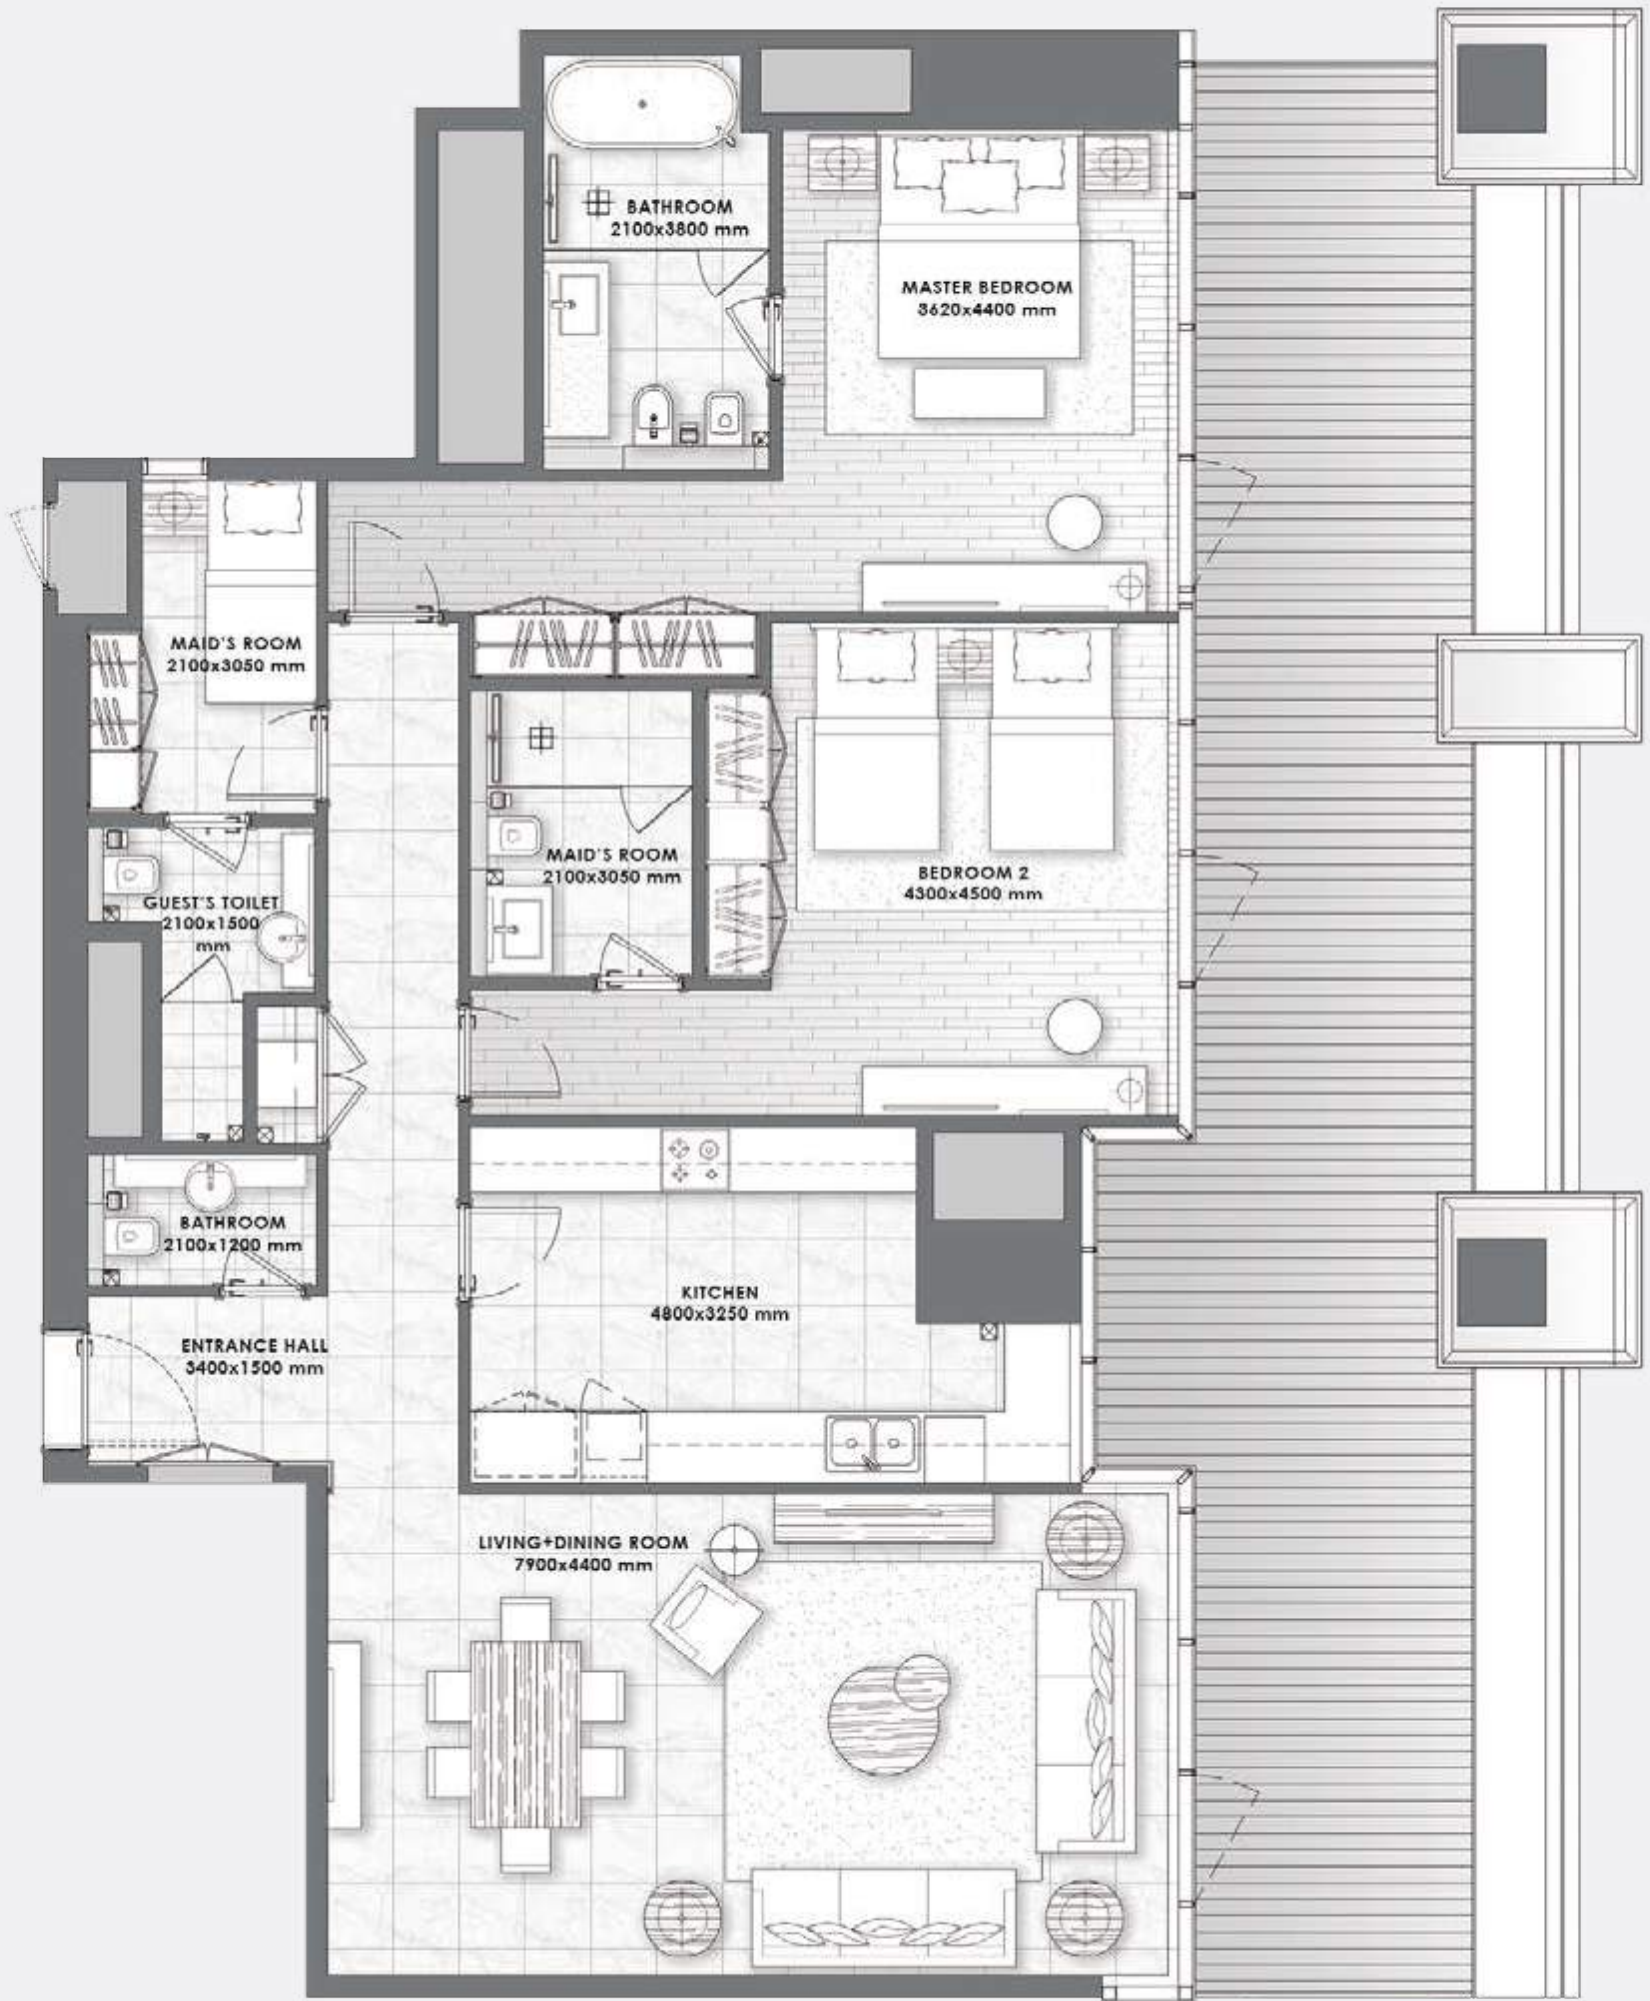 BATHROOM
2100x3800 mm
MASTER BEDROOM
3620x4400 mm
MAID'S ROOM
2100x3050 mm
MAID'S ROOM
2100x3050 mm
BEDROOM 2
4300x4500 mm
GUEST'S TOILET
2100x1500
mm
BATHROOM
2100x1200 mm
KITCHEN
4800x3250 mm
ENTRANCE HALL
3400x1500 mm
LIVING+DINING ROOM
7900x4400 mm